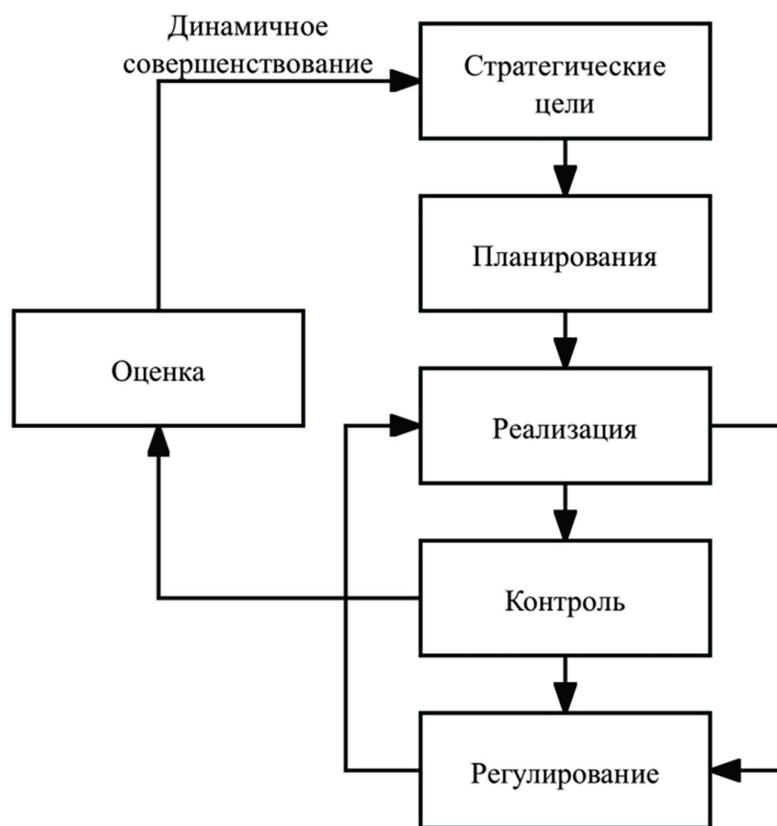 Динамичное
совершенствование
Стратегические
цели
Планирования
Оценка
Реализация
Контроль
Регулирование